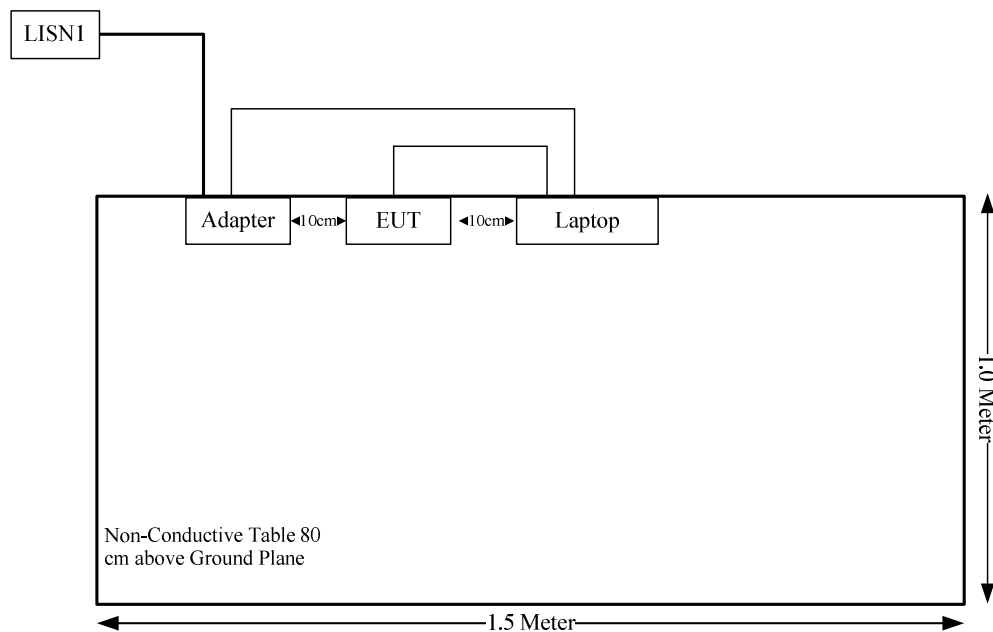 LISN1
Adapter
10cm
EUT
10cm
Laptop
1.0 Meter
Non-Conductive Table 80
cm above Ground Plane
1.5 Meter